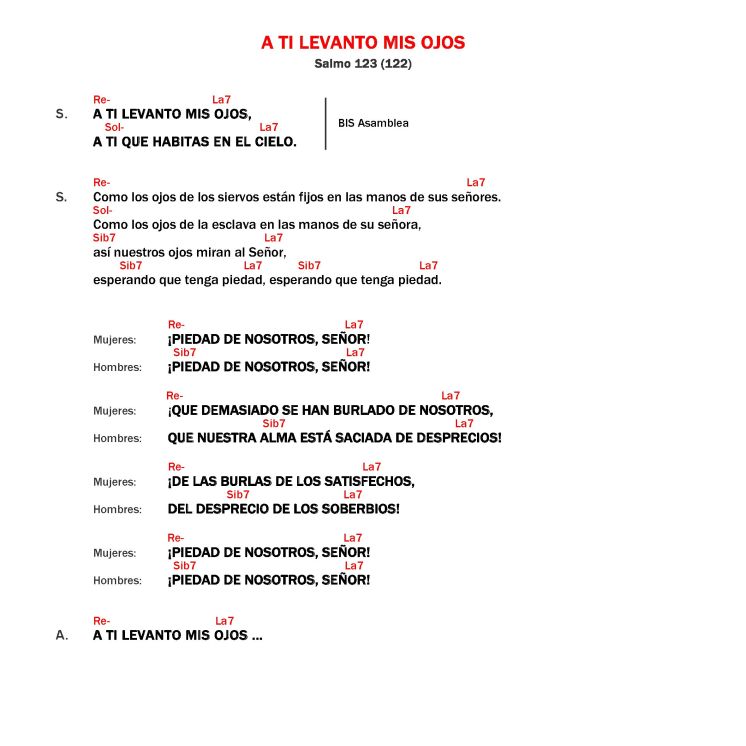 A TI LEVANTO MIS OJOS
Salmo 123 (122)
Re- La7
S. A TI LEVANTO MIS OJOS,
Sol- La7
A TI QUE HABITAS EN EL CIELO.
BIS Asamblea
Re- La7
S. Como los ojos de los siervos están fijos en las manos de sus señores.
Sol- La7
Como los ojos de la esclava en las manos de su señora,
Sib7 La7
así nuestros ojos miran al Señor,
Sib7 La7 Sib7 La7
esperando que tenga piedad, esperando que tenga piedad.
Re- La7
Mujeres: ¡PIEDAD DE NOSOTROS, SEÑOR!
Sib7 La7
Hombres: ¡PIEDAD DE NOSOTROS, SEÑOR!
Re- La7
Mujeres: ¡QUE DEMASIADO SE HAN BURLADO DE NOSOTROS,
Sib7 La7
Hombres: QUE NUESTRA ALMA ESTÁ SACIADA DE DESPRECIOS!
Re- La7
Mujeres: ¡DE LAS BURLAS DE LOS SATISFECHOS,
Sib7 La7
Hombres: DEL DESPRECIO DE LOS SOBERBIOS!
Re- La7
Mujeres: ¡PIEDAD DE NOSOTROS, SEÑOR!
Sib7 La7
Hombres: ¡PIEDAD DE NOSOTROS, SEÑOR!
Re- La7
A. A TI LEVANTO MIS OJOS ...